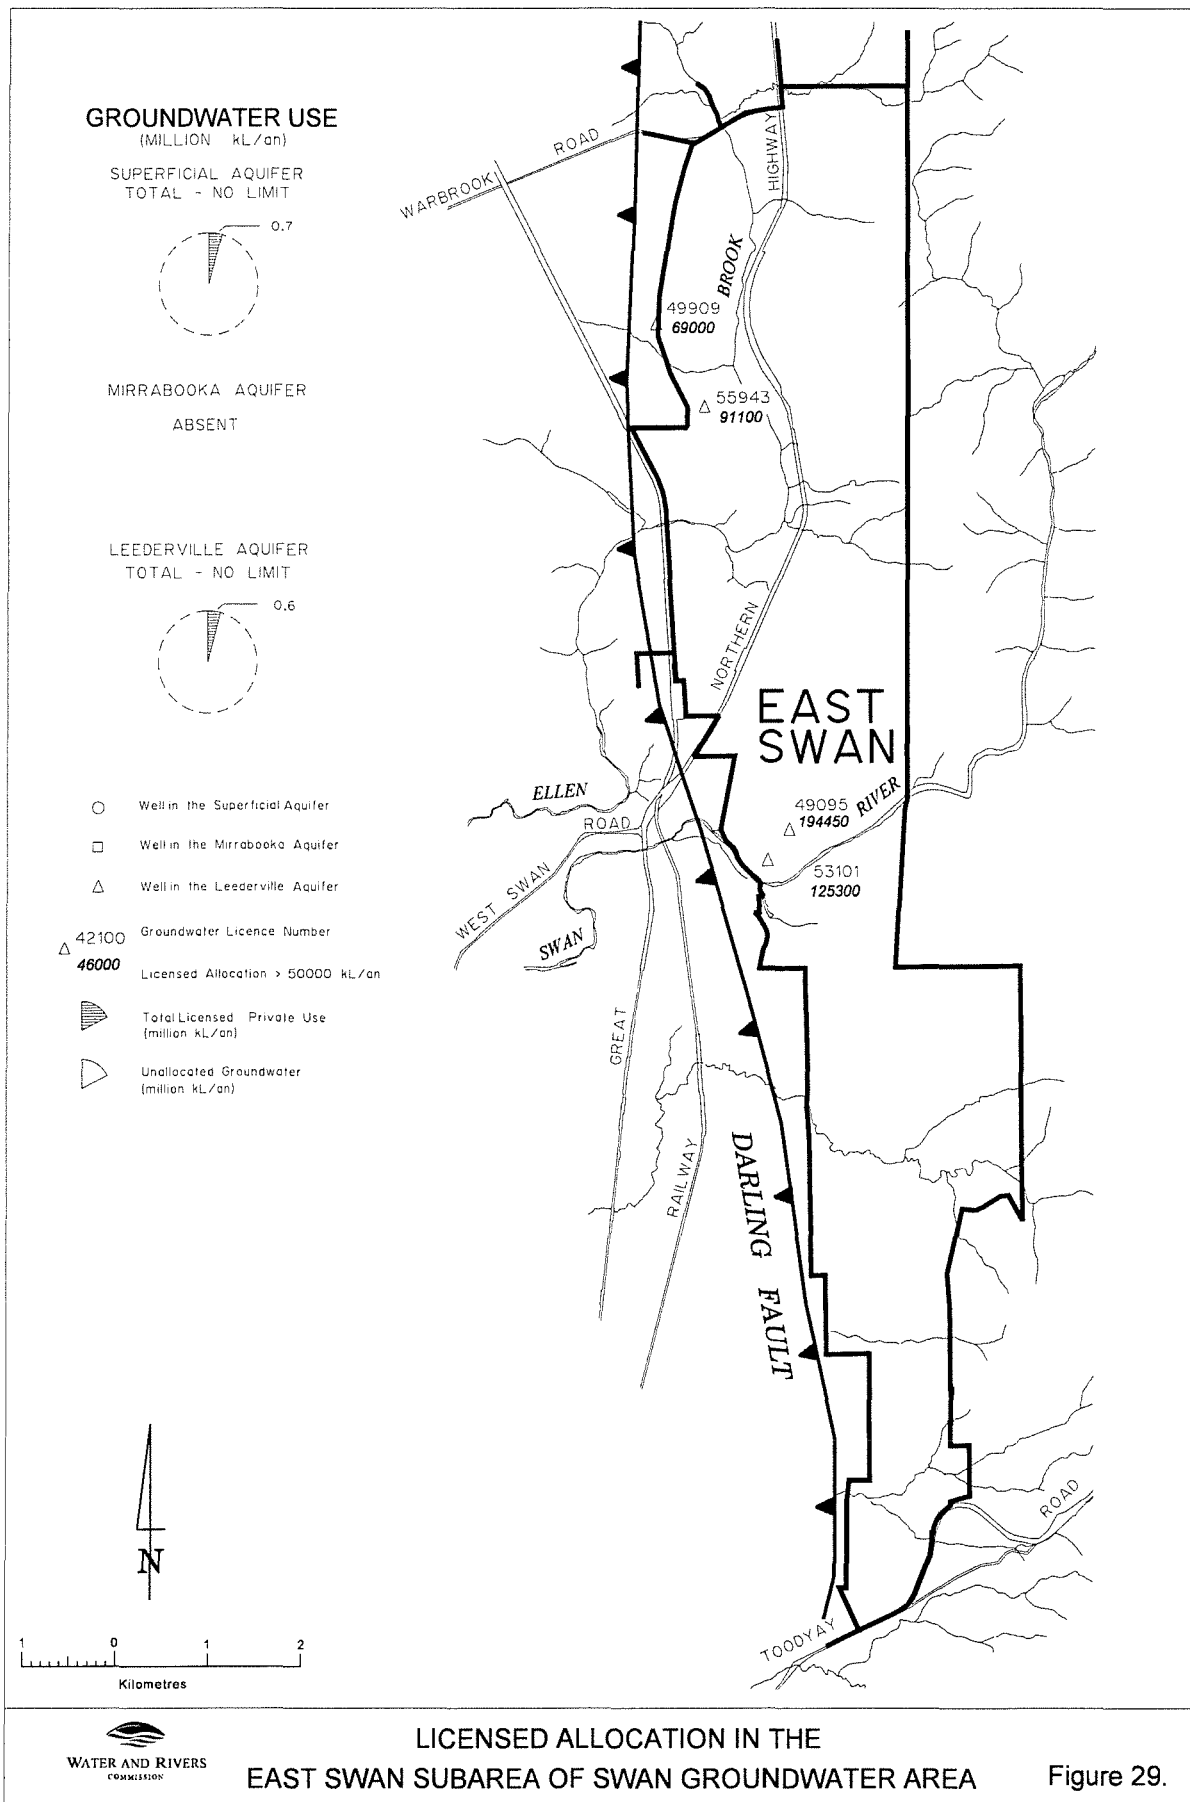 GROUNDWATER USE
(MILLION kL/an)
SUPERFICIAL AQUIFER
TOTAL - NO LIMIT
0.7
MIRRABOOKA AQUIFER
ABSENT
LEEDERVILLE AQUIFER
TOTAL - NO LIMIT
0.6
Well in the Superficial Aquifer
Well in the Mirrabooka Aquifer
Well in the Leederville Aquifer
42100
46000
Groundwater Licence Number
Licensed Allocation > 50000 kL/an
Total Licensed Private Use
(million kL/an)
Unallocated Groundwater
(million kL/an)
WARBROOK ROAD
HIGHWAY
BROOK
49909
69000
55943
91100
NORTHERN
EAST
SWAN
ELLEN
ROAD
WEST SWAN
SWAN
49095
194450
RIVER
53101
125300
GREAT
RAILWAY
DARLING FAULT
ROAD
TOODYAY
N
1 0 1 2
Kilometres
WATER AND RIVERS
COMMISSION
LICENSED ALLOCATION IN THE
EAST SWAN SUBAREA OF SWAN GROUNDWATER AREA
Figure 29.